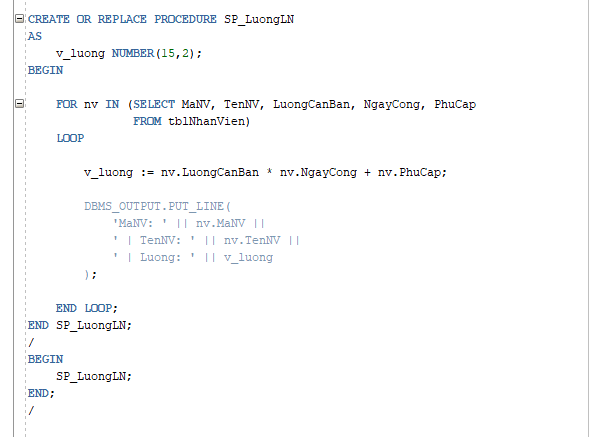 CREATE OR REPLACE PROCEDURE SP_LuongLN
AS
    v_luong NUMBER(15,2);
BEGIN

    FOR nv IN (SELECT MaNV, TenNV, LuongCanBan, NgayCong, PhuCap
               FROM tblNhanVien)
    LOOP

        v_luong := nv.LuongCanBan * nv.NgayCong + nv.PhuCap;

        DBMS_OUTPUT.PUT_LINE(
            'MaNV: ' || nv.MaNV ||
            ' | TenNV: ' || nv.TenNV ||
            ' | Luong: ' || v_luong
        );

    END LOOP;
END SP_LuongLN;
/
BEGIN
    SP_LuongLN;
END;
/